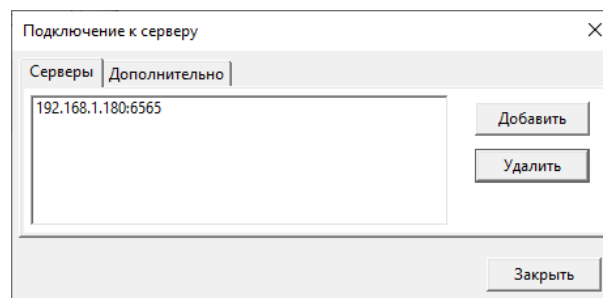 Подключение к серверу
Серверы Дополнительно
192.168.1.180:6565
Добавить
Удалить
Закрыть